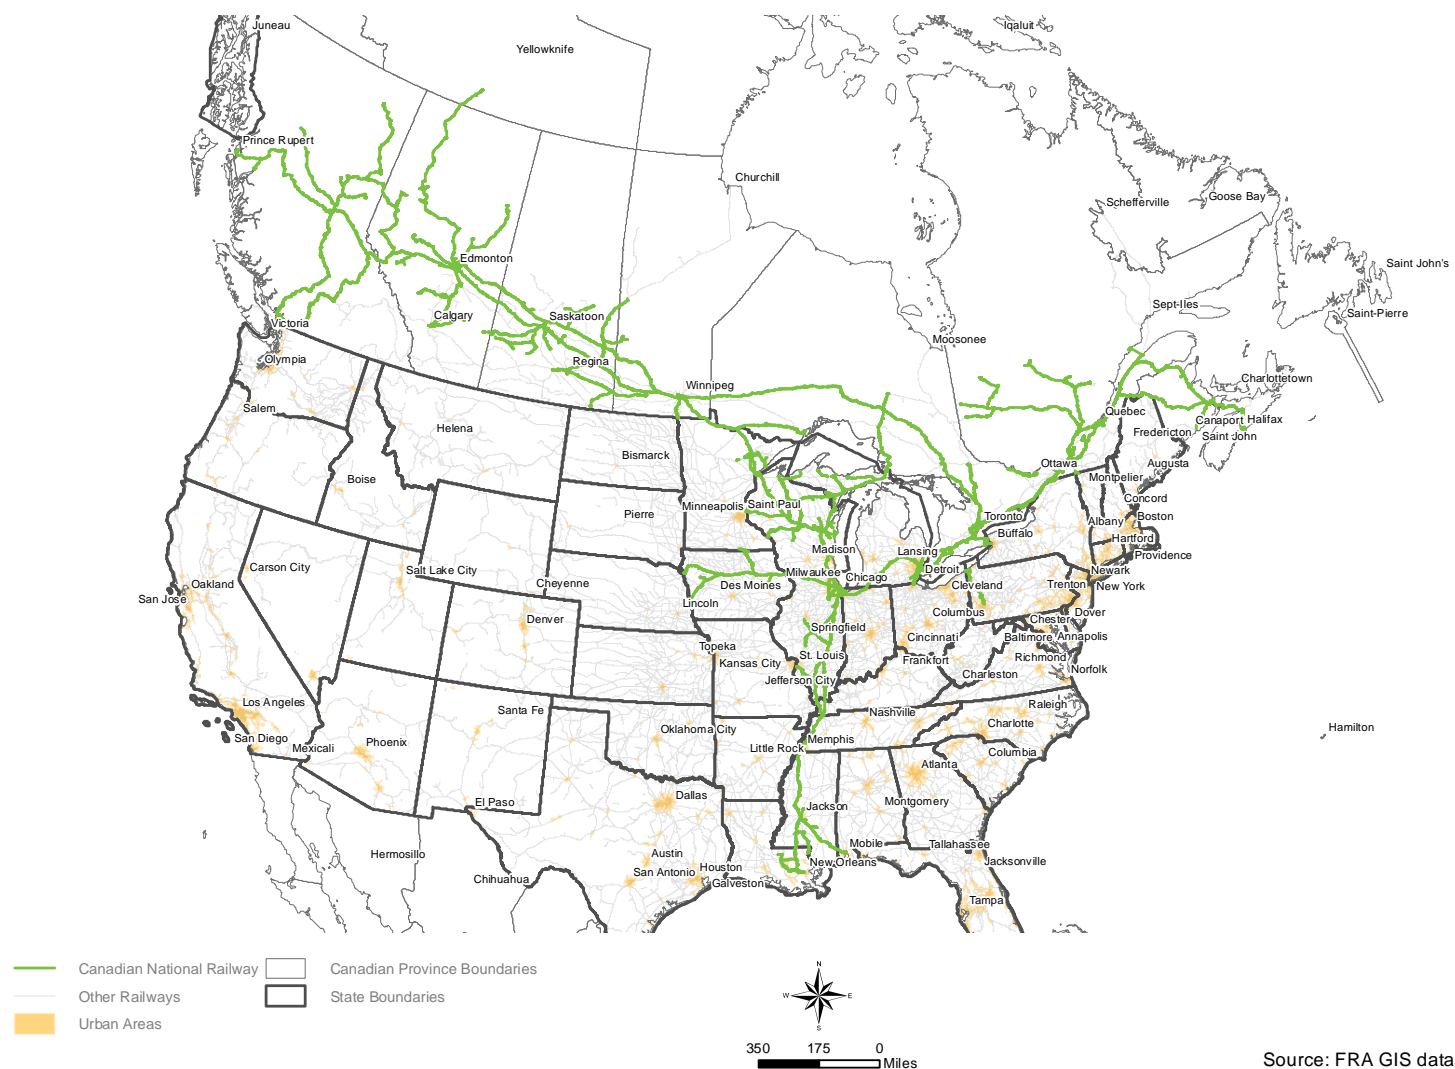 Juneau
Iqaluit
Yellowknife
Prince Rupert
Churchill
Schefferville
Goose Bay
Edmonton
Saint John's
Sept-Iles
Calgary
Saskatoon
Saint-Pierre
Victoria
Moosonee
Olympia
Regina
Charlottetown
Winnipeg
Salem
Quebec
Canaport
Halifax
Helena
Fredericton
Saint John
Bismarck
Ottawa
Augusta
Boise
Montpelier
Concord
Minneapolis
Saint Paul
Pierre
Toronto
Boston
Albany
Buffalo
Hartford
Madison
Lansing
Providence
Carson City
Salt Lake City
Milwaukee
Chicago
Detroit
Newark
Oakland
Cheyenne
Des Moines
Cleveland
Trenton
New York
San Jose
Lincoln
Columbus
Dover
Denver
Springfield
Chester
Cincinnati
Baltimore
Annapolis
Topeka
St. Louis
Kansas City
Frankfort
Richmond
Norfolk
Jefferson City
Charleston
Los Angeles
Santa Fe
Nashville
Raleigh
San Diego
Oklahoma City
Charlotte
Hamilton
Mexicali
Phoenix
Little Rock
Memphis
Columbia
Atlanta
El Paso
Dallas
Jackson
Montgomery
Hermosillo
Austin
Mobile
Tallahassee
San Antonio
Houston
New Orleans
Jacksonville
Chihuahua
Galveston
Tampa
Canadian National Railway
Canadian Province Boundaries
Other Railways
State Boundaries
Urban Areas
N
W
E
S
350 175 0
Miles
Source: FRA GIS data